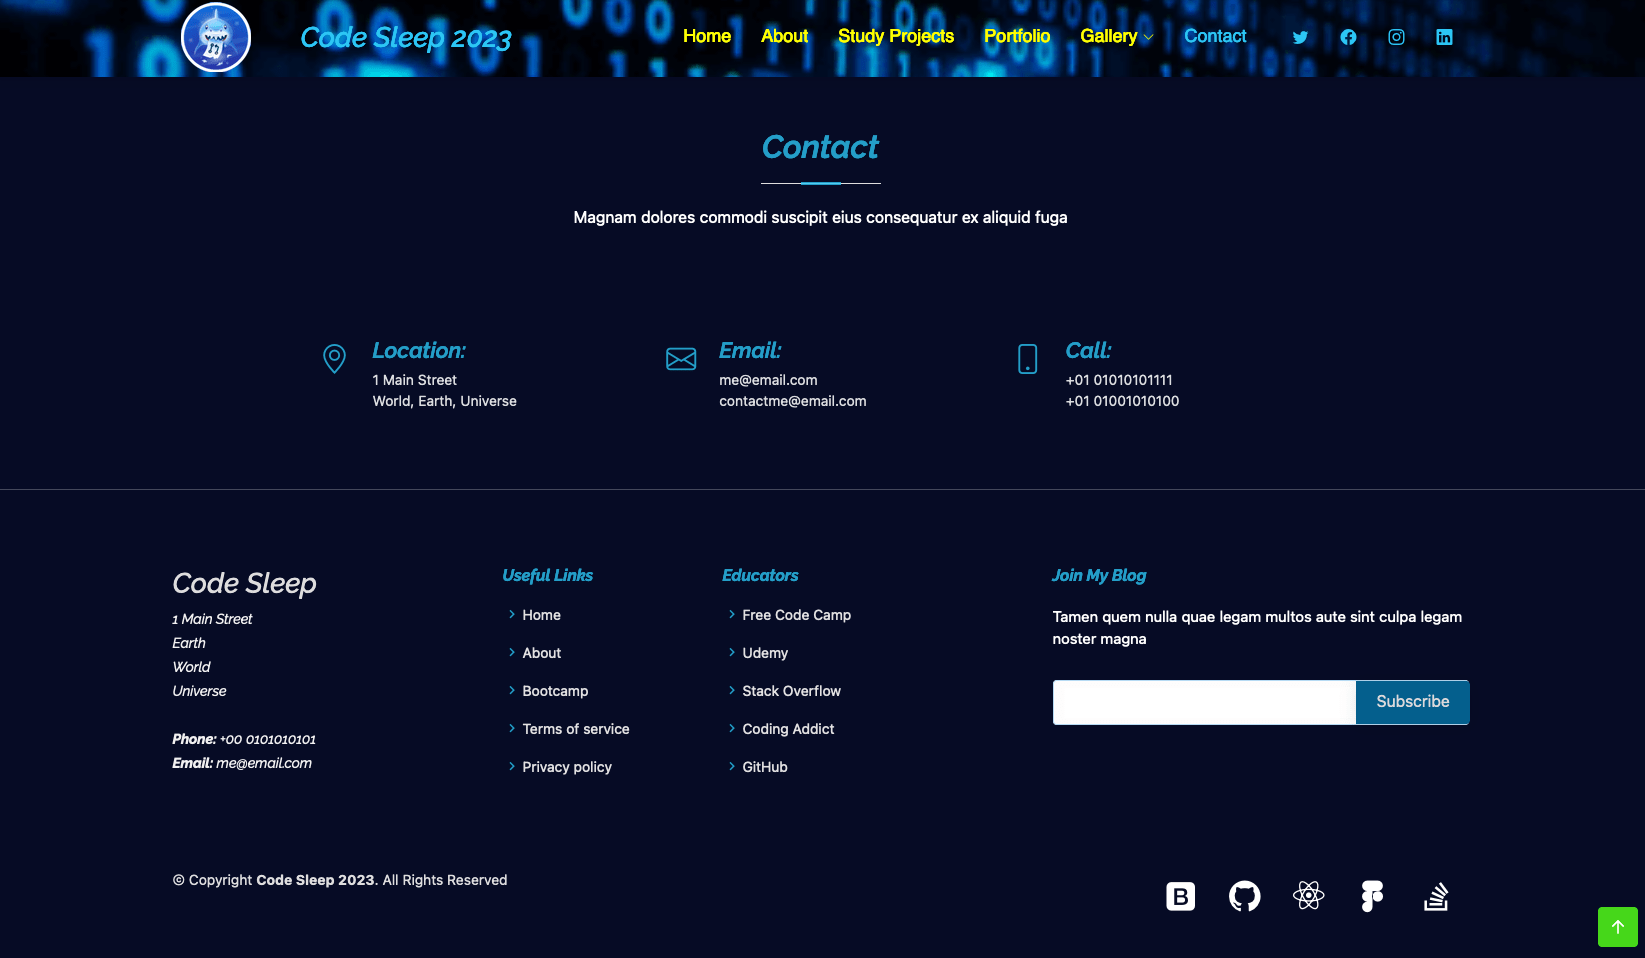 Code Sleep 2023
Home About Study Projects Portfolio Gallery Contact
Contact
Magnam dolores commodi suscipit eius consequatur ex aliquid fuga
Location:
1 Main Street
World, Earth, Universe
Email:
me@email.com
contactme@email.com
Call:
+01 01010101111
+01 01001010100
Code Sleep
1 Main Street
Earth
World
Universe
Phone: +00 0101010101
Email: me@email.com
Useful Links
Home
About
Bootcamp
Terms of service
Privacy policy
Educators
Free Code Camp
Udemy
Stack Overflow
Coding Addict
GitHub
Join My Blog
Tamen quem nulla quae legam multos aute sint culpa legam
noster magna
Subscribe
© Copyright Code Sleep 2023. All Rights Reserved
B